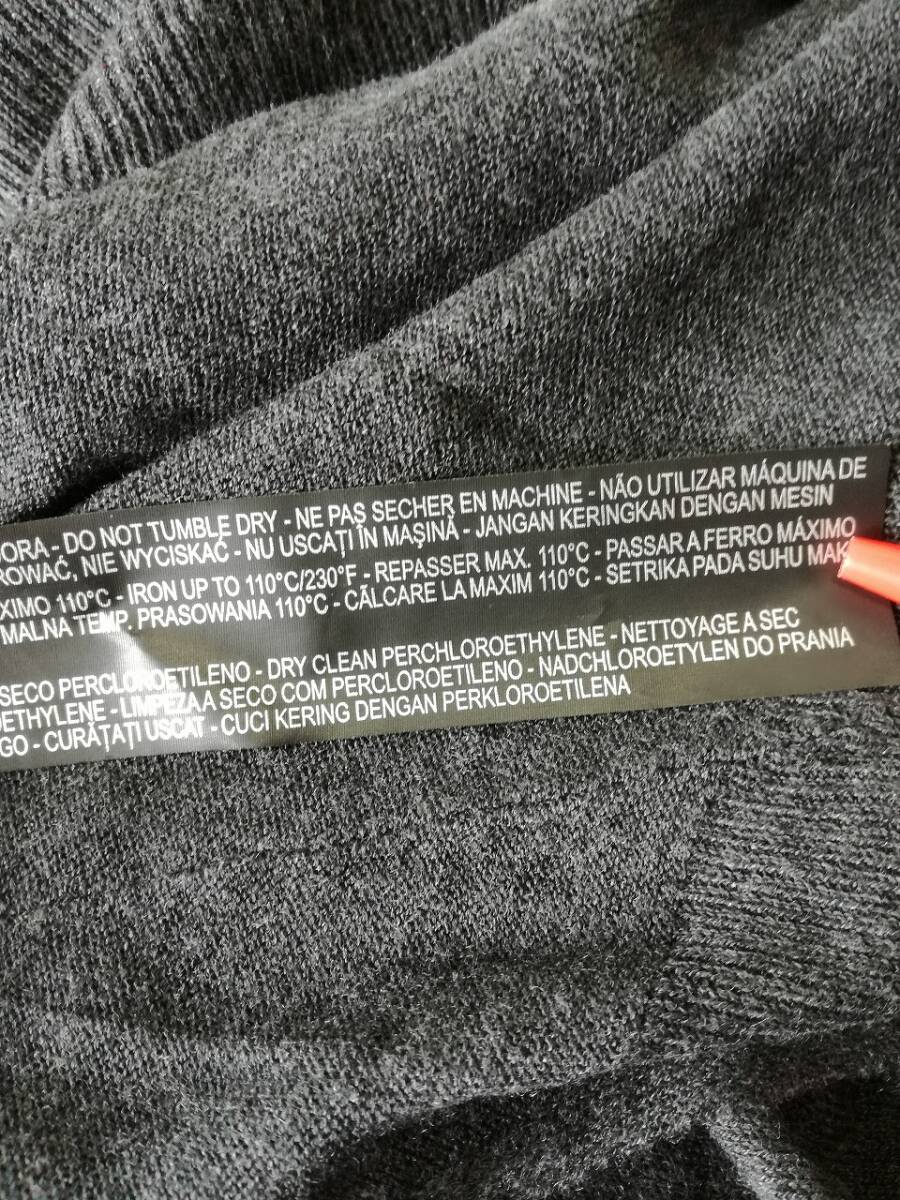 ORA - DO NOT TUMBLE DRY - NE PAS SECHER EN MACHINE - NÃO UTILIZAR MÁQUINA DE
ROWAĆ, NIE WYCISKAĆ - NU USCAȚI ÎN MAȘINĂ - JANGAN KERINGKAN DENGAN MESIN
XIMO 110°C - IRON UP TO 110°C/230°F - REPASSER MAX. 110°C - PASSAR A FERRO MÁXIMO
MALNA TEMP. PRASOWANIA 110°C - CĂLCARE LA MAXIM 110°C - SETRIKA PADA SUHU MAK
SECO PERCLOROETILENO - DRY CLEAN PERCHLOROETHYLENE - NETTOYAGE A SEC
OETHYLENE - LIMPEZA A SECO COM PERCLOROETILENO - NADCHLOROETYLEN DO PRANIA
GO - CURĂȚAȚI USCAT - CUCI KERING DENGAN PERKLOROETILENA